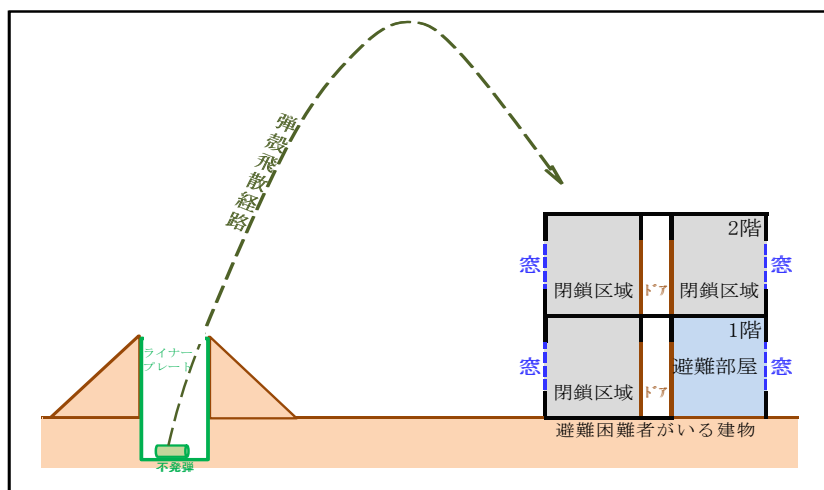 弾殻飛散経路
2階
窓
窓
閉鎖区域
ドア
閉鎖区域
ライナー
プレート
1階
窓
避難部屋
窓
閉鎖区域
ドア
避難困難者がいる建物
不発弾